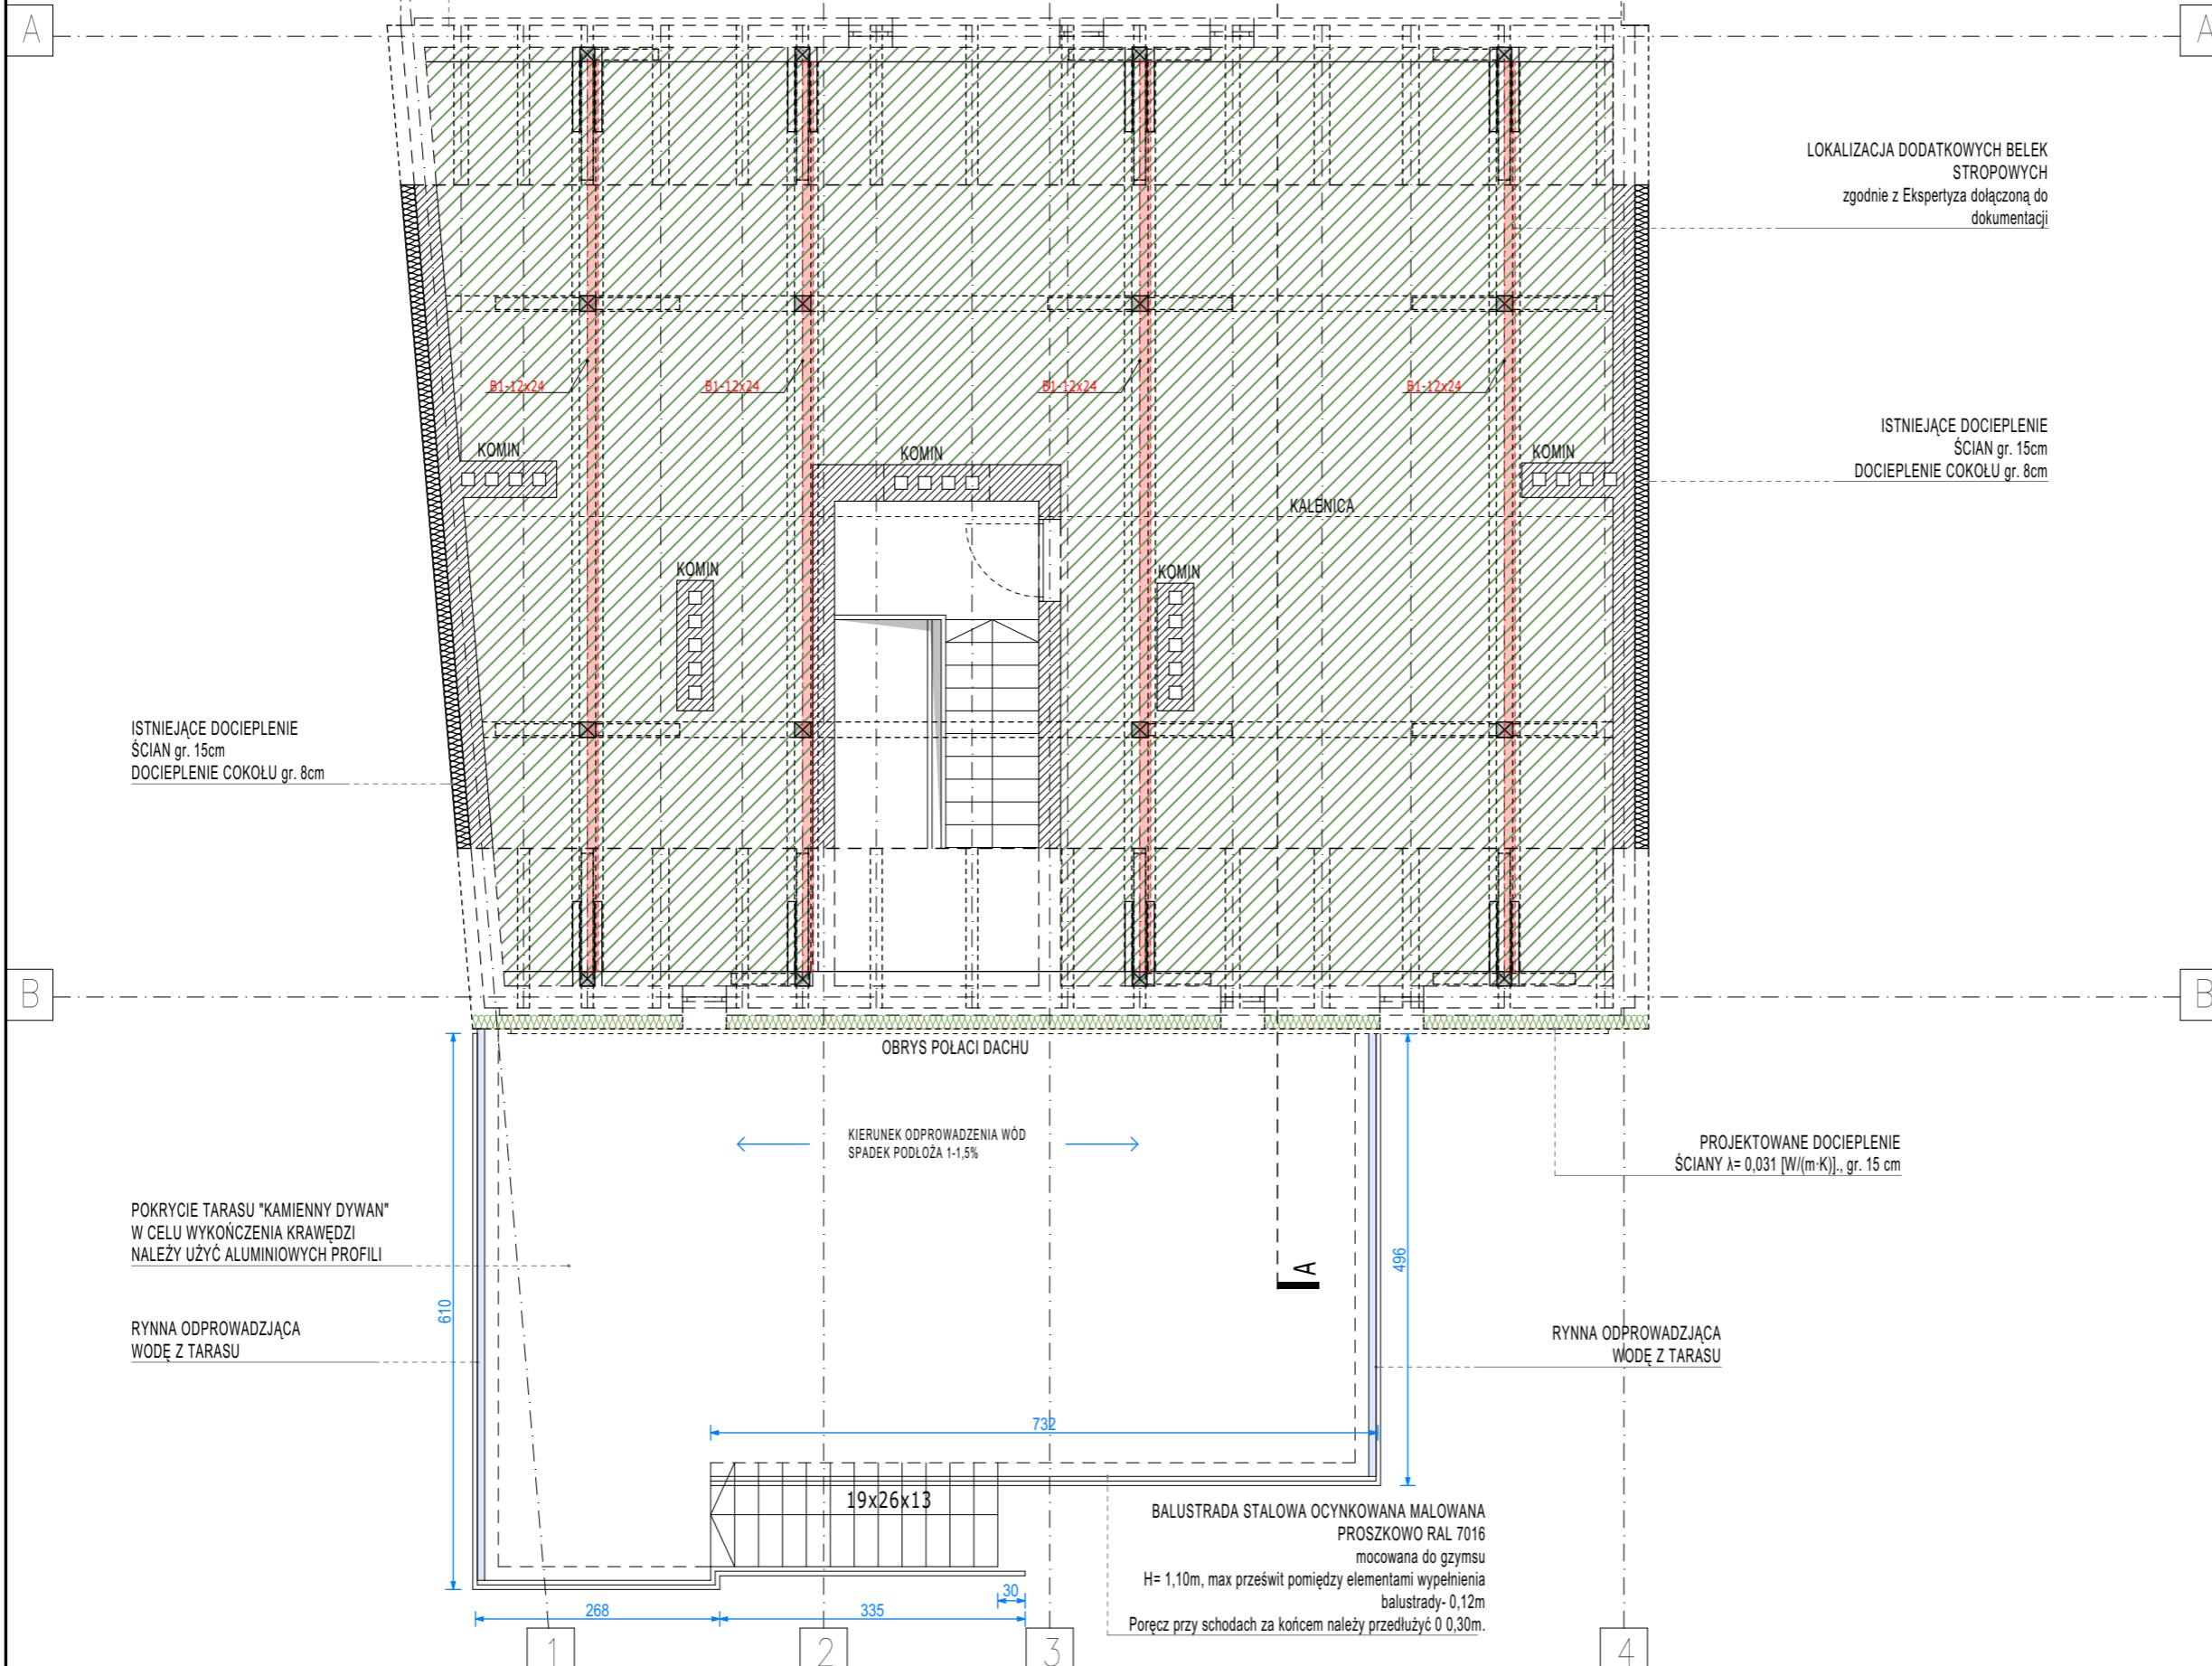 A
A
LOKALIZACJA DODATKOWYCH BELEK
STROPOWYCH
zgodnie z Ekspertyza dołączoną do
dokumentacji
B1-12x24
B1-12x24
B1-12x24
B1-12x24
ISTNIEJĄCE DOCIEPLENIE
ŚCIAN gr. 15cm
DOCIEPLENIE COKOŁU gr. 8cm
KOMIN
KOMIN
KOMIN
KALENICA
KOMIN
KOMIN
ISTNIEJĄCE DOCIEPLENIE
ŚCIAN gr. 15cm
DOCIEPLENIE COKOŁU gr. 8cm
B
B
OBRYS POŁACI DACHU
KIERUNEK ODPROWADZENIA WÓD
SPADEK PODŁOŻA 1-1,5%
PROJEKTOWANE DOCIEPLENIE
ŚCIANY λ= 0,031 [W/(m·K)]., gr. 15 cm
POKRYCIE TARASU "KAMIENNY DYWAN"
W CELU WYKOŃCZENIA KRAWĘDZI
NALEŻY UŻYĆ ALUMINIOWYCH PROFILI
A
496
610
RYNNA ODPROWADZJĄCA
WODĘ Z TARASU
RYNNA ODPROWADZJĄCA
WODĘ Z TARASU
732
19x26x13
BALUSTRADA STALOWA OCYNKOWANA MALOWANA
PROSZKOWO RAL 7016
mocowana do gzymsu
H= 1,10m, max prześwit pomiędzy elementami wypełnienia
balustrady- 0,12m
Poręcz przy schodach za końcem należy przedłużyć 0 0,30m.
30
268
335
1
2
3
4